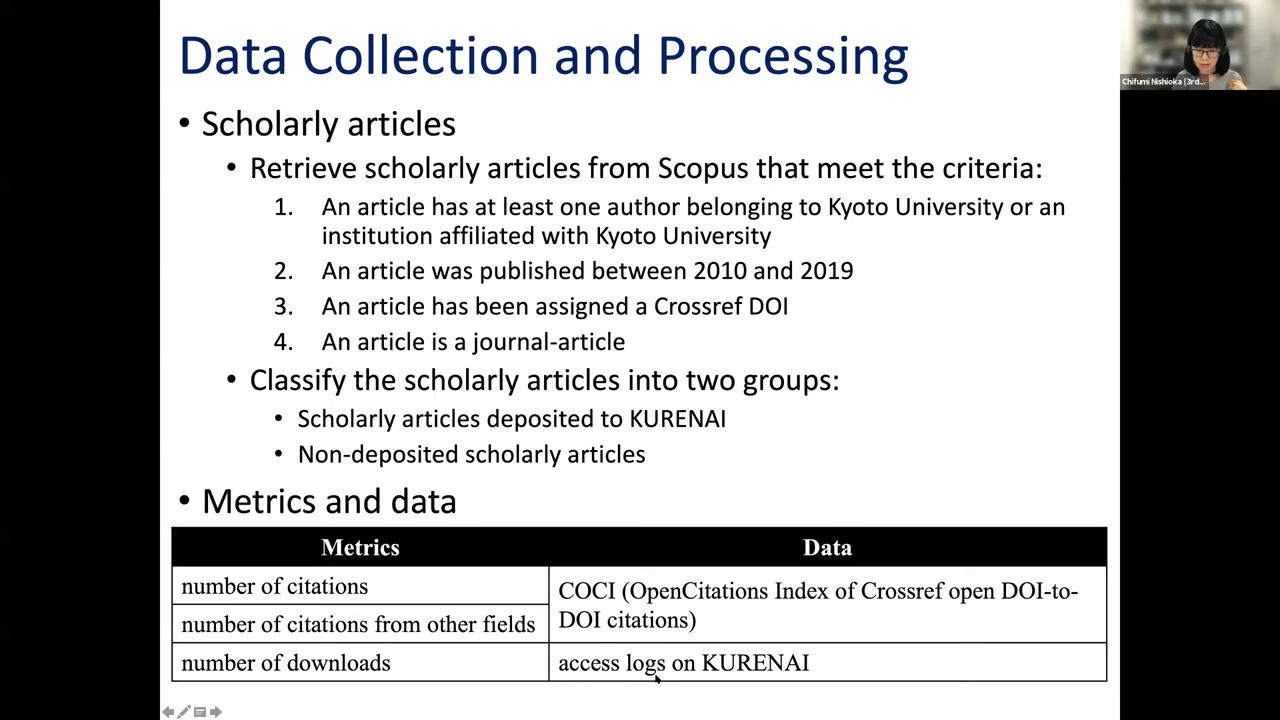 Data Collection and Processing
Chifumi Nishioka (3rd...
• Scholarly articles
• Retrieve scholarly articles from Scopus that meet the criteria:
1. An article has at least one author belonging to Kyoto University or an
institution affiliated with Kyoto University
2. An article was published between 2010 and 2019
3. An article has been assigned a Crossref DOI
4. An article is a journal-article
• Classify the scholarly articles into two groups:
• Scholarly articles deposited to KURENAI
• Non-deposited scholarly articles
• Metrics and data
Metrics Data
number of citations
COCI (OpenCitations Index of Crossref open DOI-to-
DOI citations)
number of citations from other fields
number of downloads access logs on KURENAI